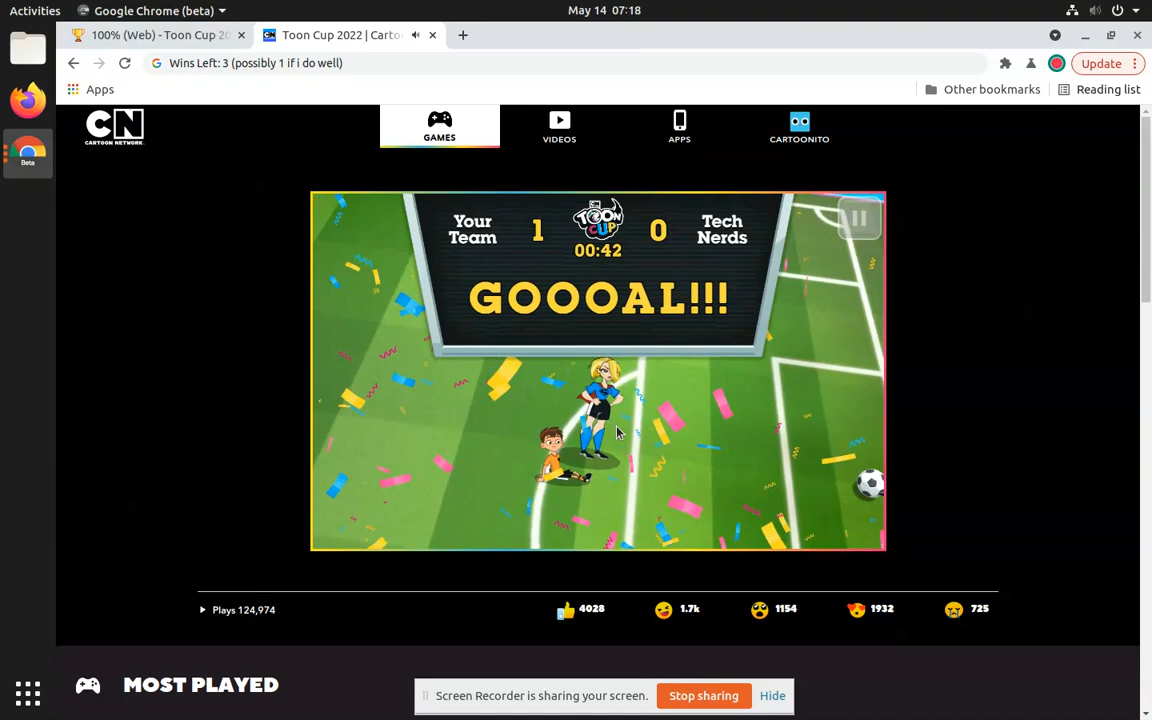 Activities
Google Chrome (beta)
May 14 07:18
100% (Web) - Toon Cup 20
Toon Cup 2022 | Carto
Wins Left: 3 (possibly 1 if i do well)
Update
Apps
Other bookmarks
Reading list
Beta
CN
CARTOON NETWORK
GAMES
VIDEOS
APPS
CARTOONITO
Your Team
1
CN
TOON CUP
00:42
0
Tech Nerds
GOOOAL!!!
Plays 124,974
4028
1.7k
1154
1932
725
MOST PLAYED
Screen Recorder is sharing your screen.
Stop sharing
Hide